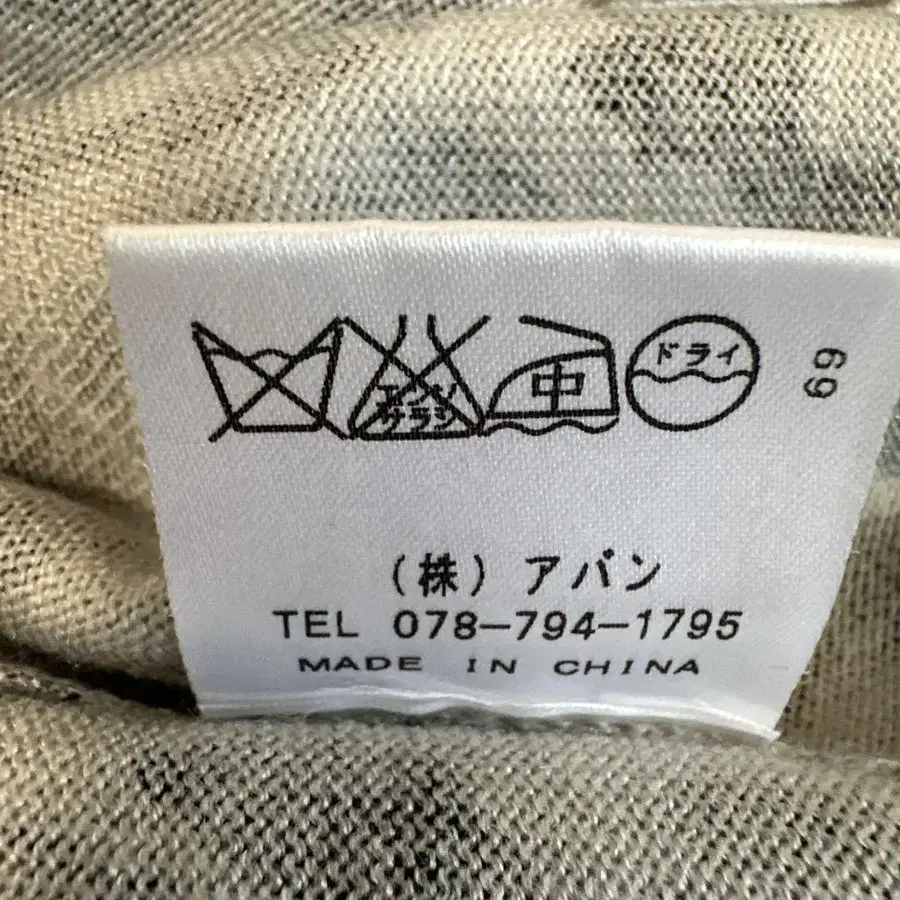 エンソ
サラシ
中
ドライ
69
(株)アバン
TEL 078-794-1795
MADE IN CHINA